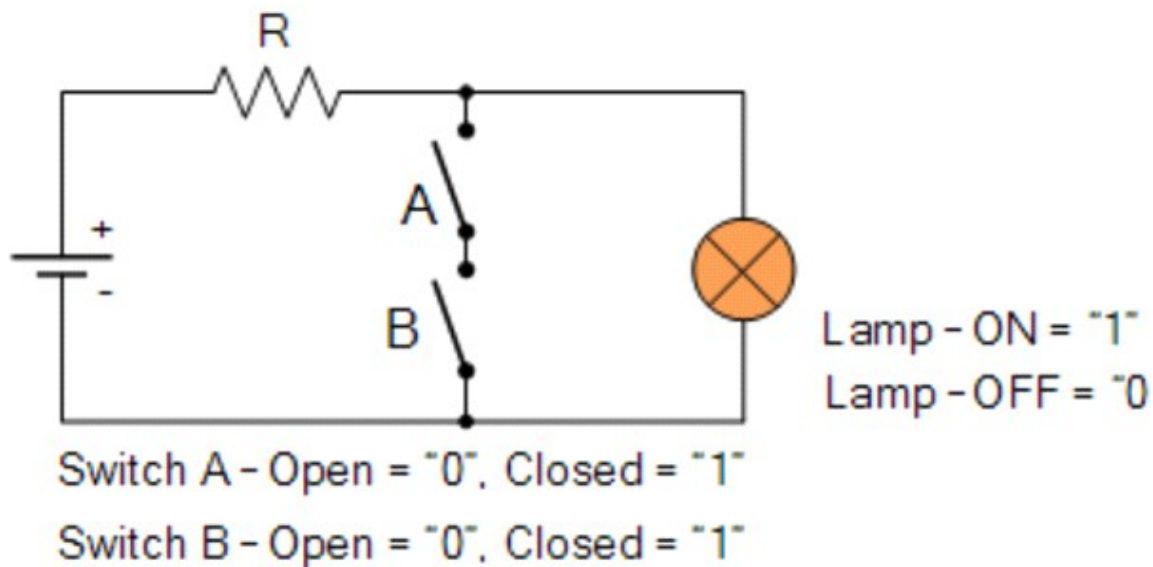 R
+
A
-
B
Lamp - ON = "1"
Lamp - OFF = "0
Switch A - Open = "0", Closed = "1"
Switch B - Open = "0", Closed = "1"